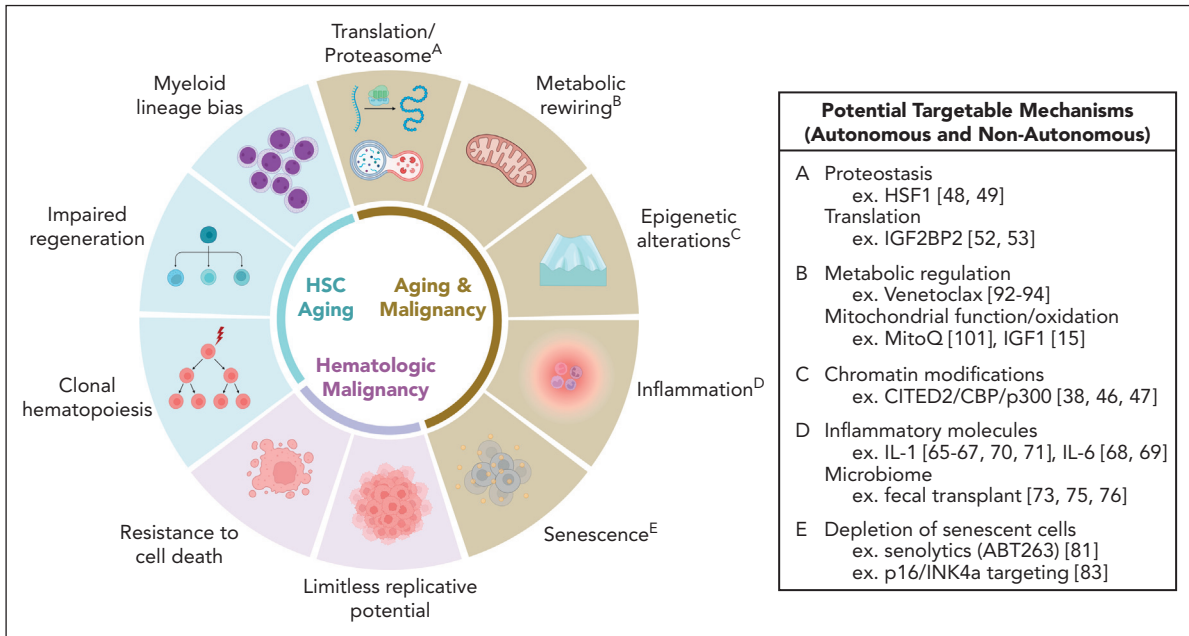 Translation/
Proteasome^A
Metabolic
rewiring^B
Epigenetic
alterations^C
Inflammation^D
Senescence^E
Limitless replicative
potential
Resistance to
cell death
Clonal
hematopoiesis
Impaired
regeneration
Myeloid
lineage bias
HSC
Aging
Aging &
Malignancy
Hematologic
Malignancy
Potential Targetable Mechanisms
(Autonomous and Non-Autonomous)
A Proteostasis
ex. HSF1 [48, 49]
Translation
ex. IGF2BP2 [52, 53]
B Metabolic regulation
ex. Venetoclax [92-94]
Mitochondrial function/oxidation
ex. MitoQ [101], IGF1 [15]
C Chromatin modifications
ex. CITED2/CBP/p300 [38, 46, 47]
D Inflammatory molecules
ex. IL-1 [65-67, 70, 71], IL-6 [68, 69]
Microbiome
ex. fecal transplant [73, 75, 76]
E Depletion of senescent cells
ex. senolytics (ABT263) [81]
ex. p16/INK4a targeting [83]